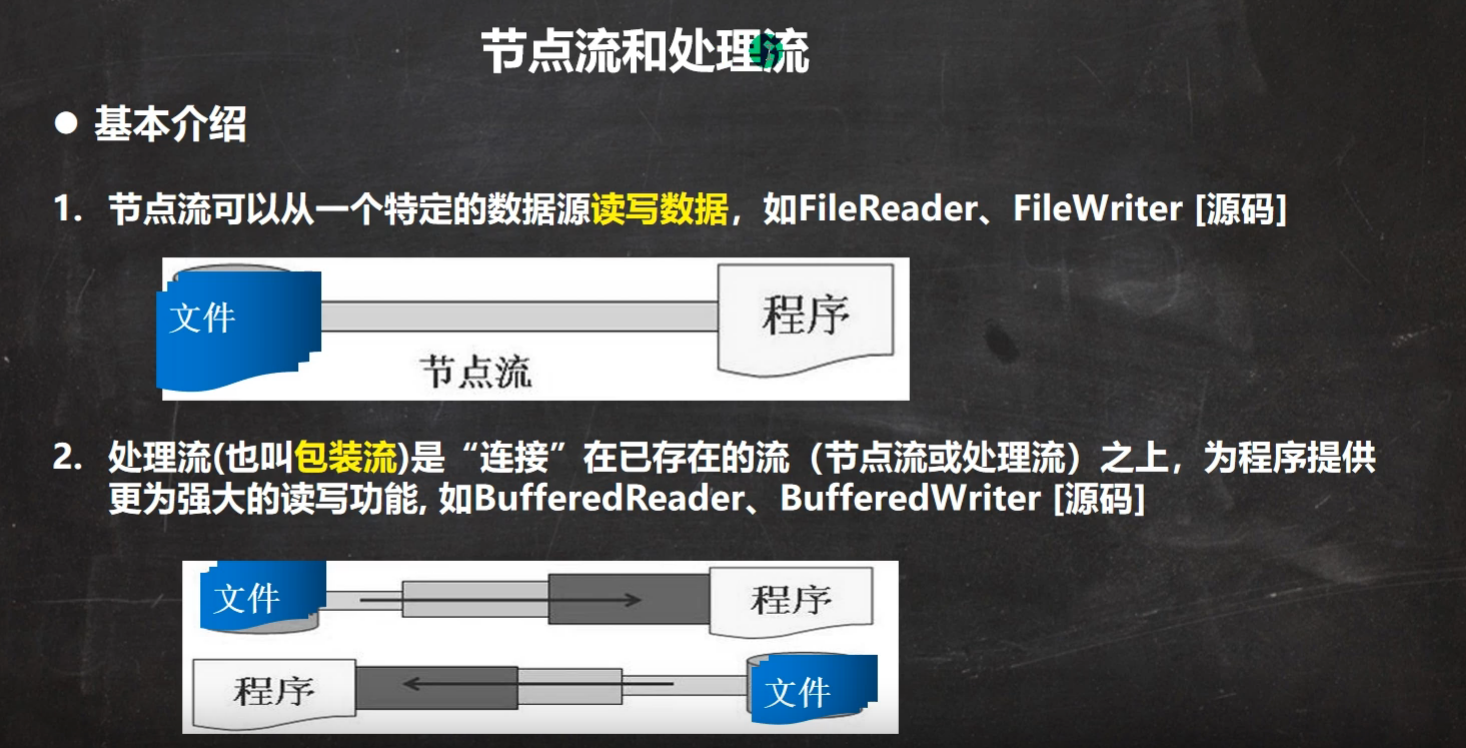 节点流和处理流
● 基本介绍
1. 节点流可以从一个特定的数据源读写数据，如FileReader、FileWriter [源码]
文件
程序
节点流
2. 处理流(也叫包装流)是“连接”在已存在的流（节点流或处理流）之上，为程序提供
更为强大的读写功能, 如BufferedReader、BufferedWriter [源码]
文件
程序
程序
文件